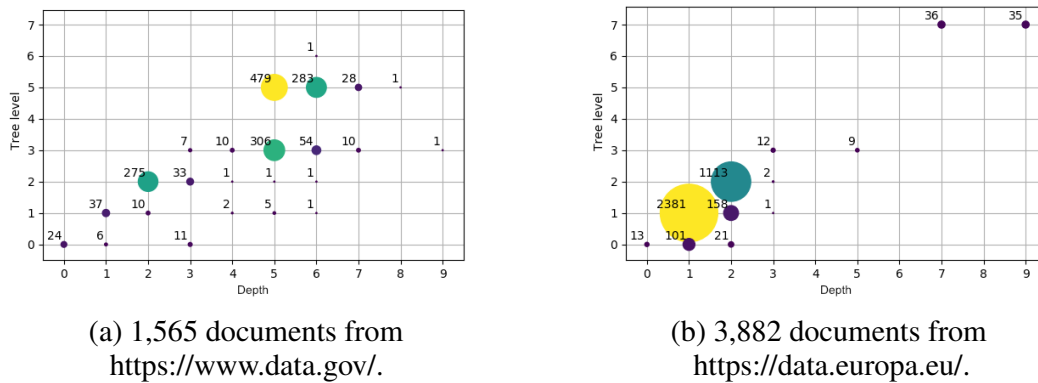 7
6
5
4
3
2
1
0
Tree level
1
479 283 28 1
7 10 306 54 10 1
275 33 1 1 1
37 10 2 5 1
24 6 11
0 1 2 3 4 5 6 7 8 9
Depth
(a) 1,565 documents from
https://www.data.gov/.
7
6
5
4
3
2
1
0
Tree level
36 35
12 9
1113 2
2381 158 1
13 101 21
0 1 2 3 4 5 6 7 8 9
Depth
(b) 3,882 documents from
https://data.europa.eu/.